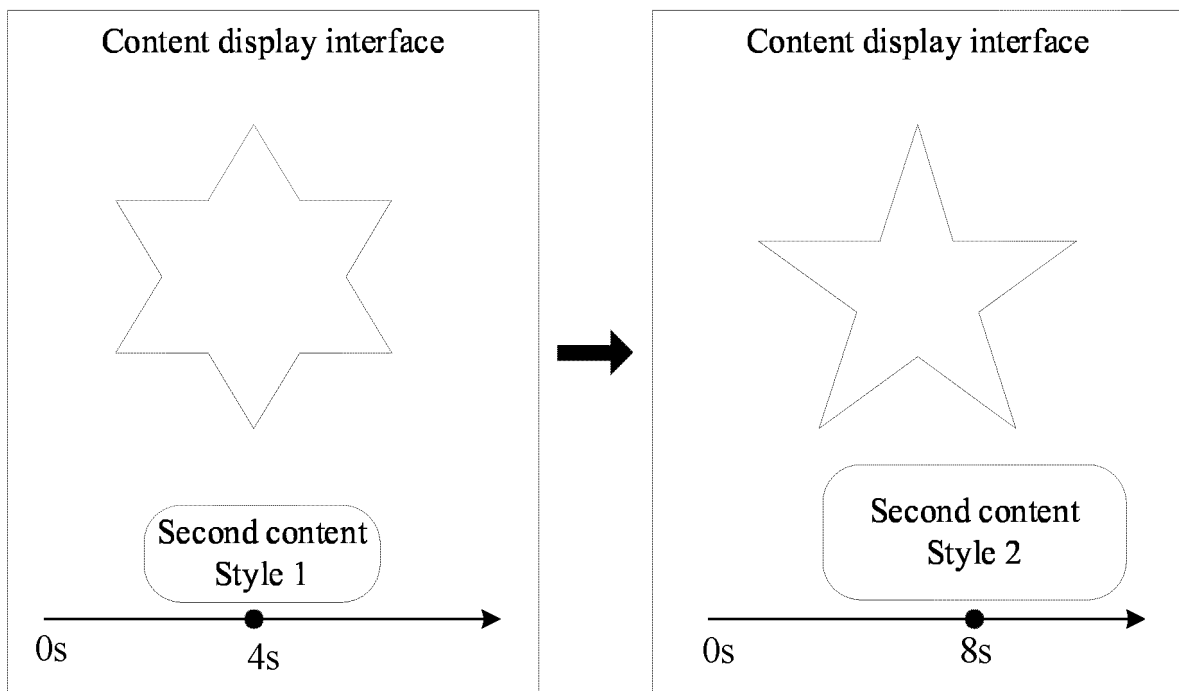 Content display interface
Second content
Style 1
0s
4s
Content display interface
Second content
Style 2
0s
8s